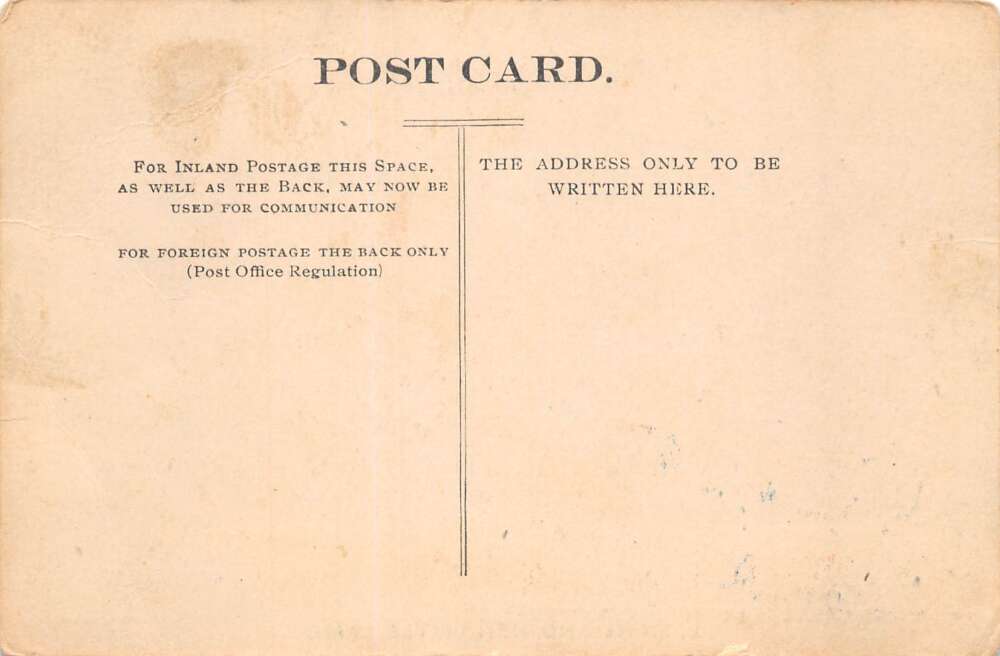 POST CARD.
FOR INLAND POSTAGE THIS SPACE,
AS WELL AS THE BACK, MAY NOW BE
USED FOR COMMUNICATION
FOR FOREIGN POSTAGE THE BACK ONLY
(Post Office Regulation)
THE ADDRESS ONLY TO BE
WRITTEN HERE.